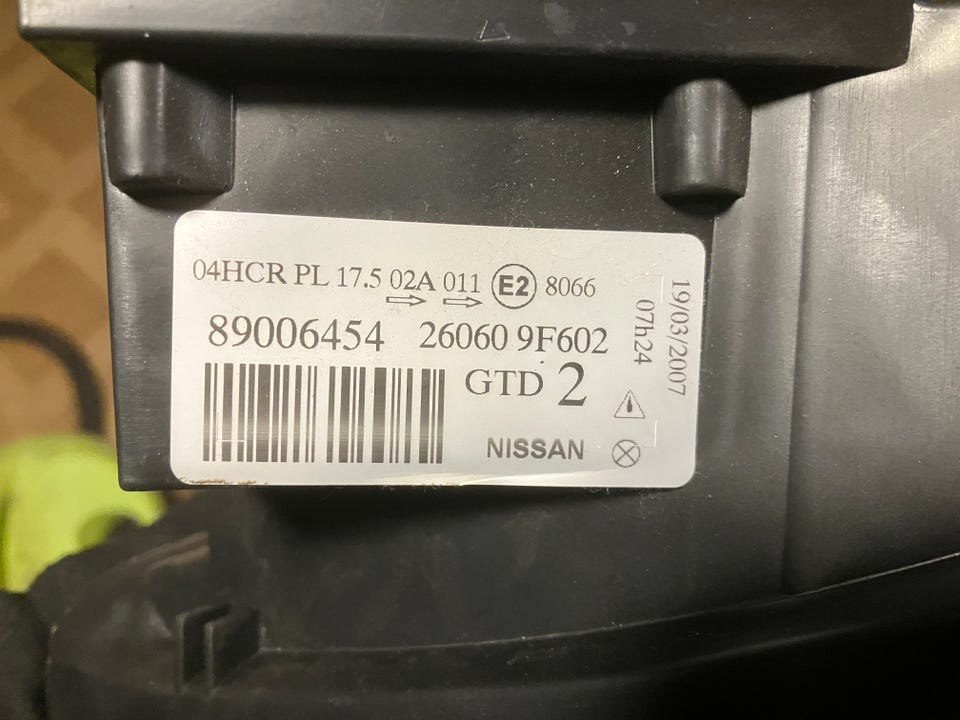 04HCR PL 17.5 02A 011 E2 8066
89006454 26060 9F602
GTD 2
NISSAN
19/03/2007
07h24